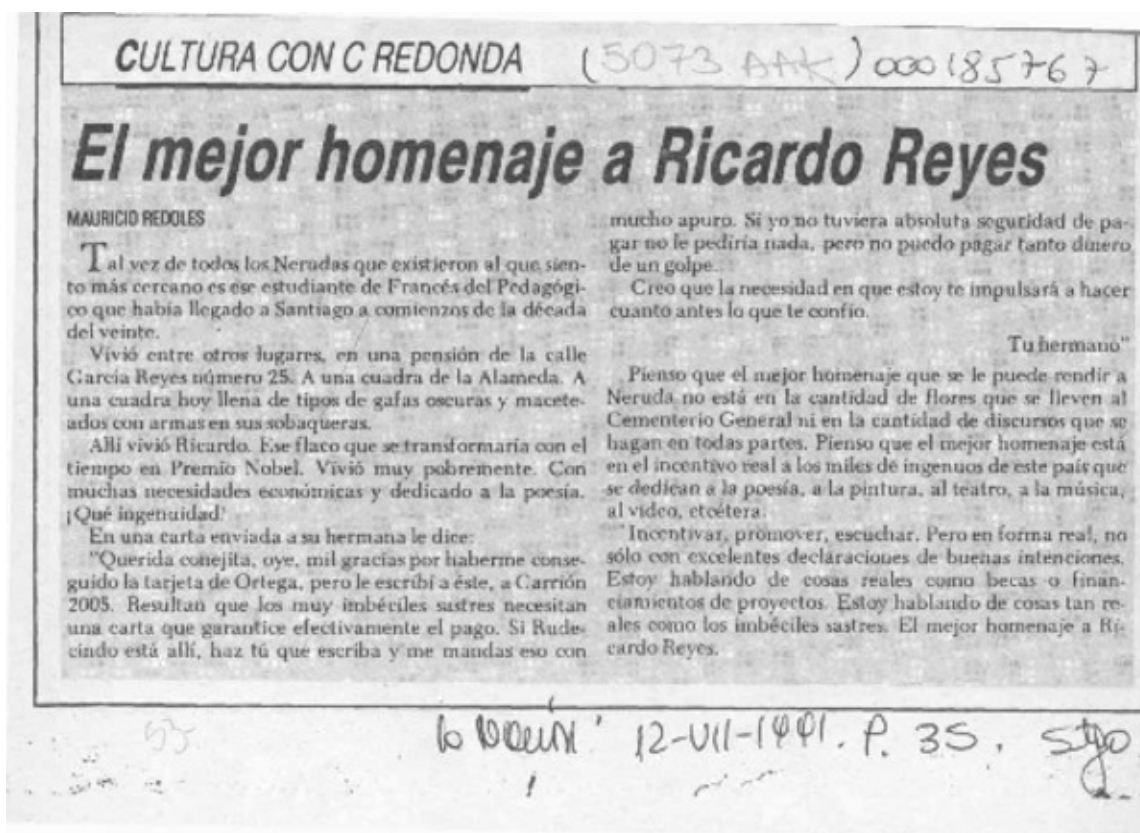 CULTURA CON C REDONDA (5073 AAK) 000185767
El mejor homenaje a Ricardo Reyes
MAURICIO REDOLES
Tal vez de todos los Nerudas que existieron al que sien-
to más cercano es ese estudiante de Francés del Pedagógi-
co que había llegado a Santiago a comienzos de la década
del veinte.
Vivió entre otros lugares, en una pensión de la calle
García Reyes número 25. A una cuadra de la Alameda. A
una cuadra hoy llena de tipos de gafas oscuras y macete-
ados con armas en sus sobaqueras.
Allí vivió Ricardo. Ese flaco que se transformaría con el
tiempo en Premio Nobel. Vivió muy pobremente. Con
muchas necesidades económicas y dedicado a la poesía.
¡Qué ingenuidad!
En una carta enviada a su hermana le dice:
"Querida conejita, oye, mil gracias por haberme conse-
guido la tarjeta de Ortega, pero le escribí a éste, a Carrión
2005. Resultan que los muy imbéciles sastres necesitan
una carta que garantice efectivamente el pago. Si Rude-
cindo está allí, haz tú que escriba y me mandas eso con
mucho apuro. Si yo no tuviera absoluta seguridad de pa-
gar no le pediría nada, pero no puedo pagar tanto dinero
de un golpe.
Creo que la necesidad en que estoy te impulsará a hacer
cuanto antes lo que te confío.
Tu hermano"
Pienso que el mejor homenaje que se le puede rendir a
Neruda no está en la cantidad de flores que se lleven al
Cementerio General ni en la cantidad de discursos que se
hagan en todas partes. Pienso que el mejor homenaje está
en el incentivo real a los miles de ingenuos de este país que
se dedican a la poesía, a la pintura, al teatro, a la música,
al video, etcétera.
Incentivar, promover, escuchar. Pero en forma real, no
sólo con excelentes declaraciones de buenas intenciones.
Estoy hablando de cosas reales como becas o finan-
ciamientos de proyectos. Estoy hablando de cosas tan re-
ales como los imbéciles sastres. El mejor homenaje a Ri-
cardo Reyes.
53
12-VII-1991. P. 35. Stgo